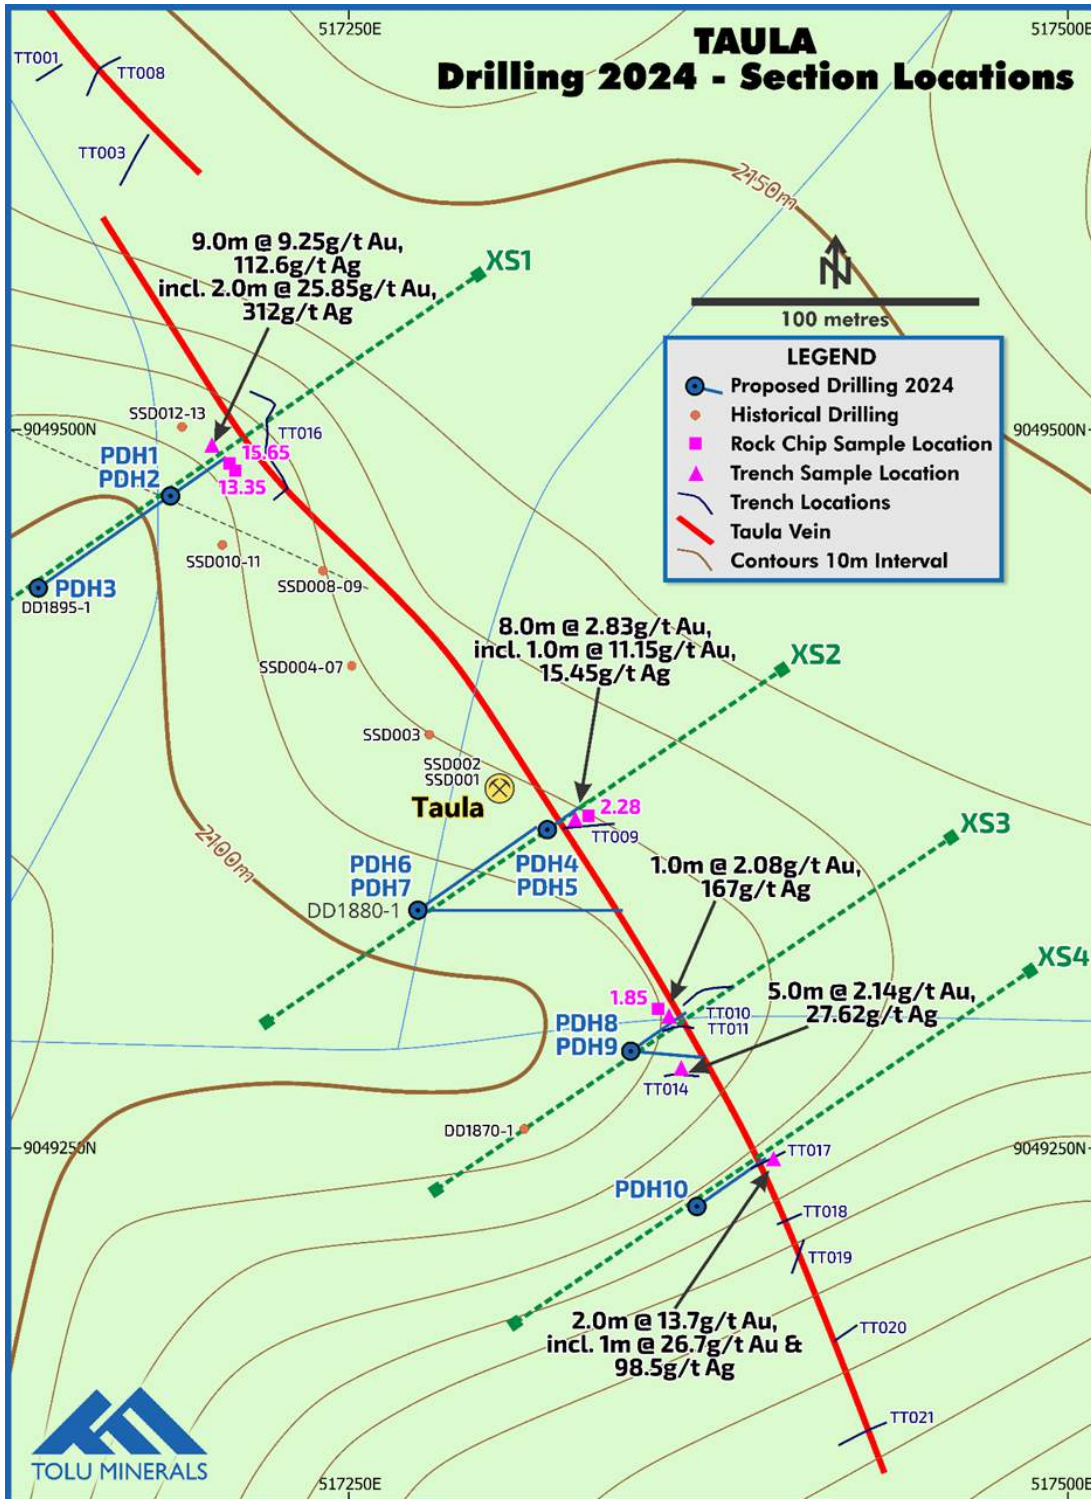 517250E
517500E
TAULA
Drilling 2024 - Section Locations
TT001
TT008
TT003
2150m
9.0m @ 9.25g/t Au,
112.6g/t Ag
incl. 2.0m @ 25.85g/t Au,
312g/t Ag
XS1
N
100 metres
LEGEND
Proposed Drilling 2024
Historical Drilling
Rock Chip Sample Location
Trench Sample Location
Trench Locations
Taula Vein
Contours 10m Interval
SSD012-13
9049500N
TT016
9049500N
15.65
13.35
PDH1
PDH2
SSD010-11
SSD008-09
PDH3
DD1895-1
8.0m @ 2.83g/t Au,
incl. 1.0m @ 11.15g/t Au,
15.45g/t Ag
XS2
SSD004-07
SSD003
SSD002
SSD001
Taula
2.28
TT009
2100m
PDH6
PDH7
DD1880-1
PDH4
PDH5
XS3
1.0m @ 2.08g/t Au,
167g/t Ag
XS4
5.0m @ 2.14g/t Au,
27.62g/t Ag
1.85
TT010
TT011
PDH8
PDH9
TT014
DD1870-1
9049250N
TT017
9049250N
PDH10
TT018
TT019
2.0m @ 13.7g/t Au,
incl. 1m @ 26.7g/t Au &
98.5g/t Ag
TT020
TT021
TOLU MINERALS
517250E
517500E